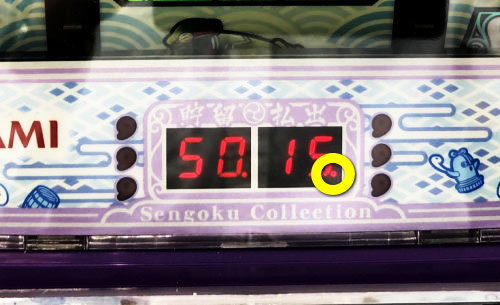 貯留 払出
AMI
50.15
%
Sengoku Collection